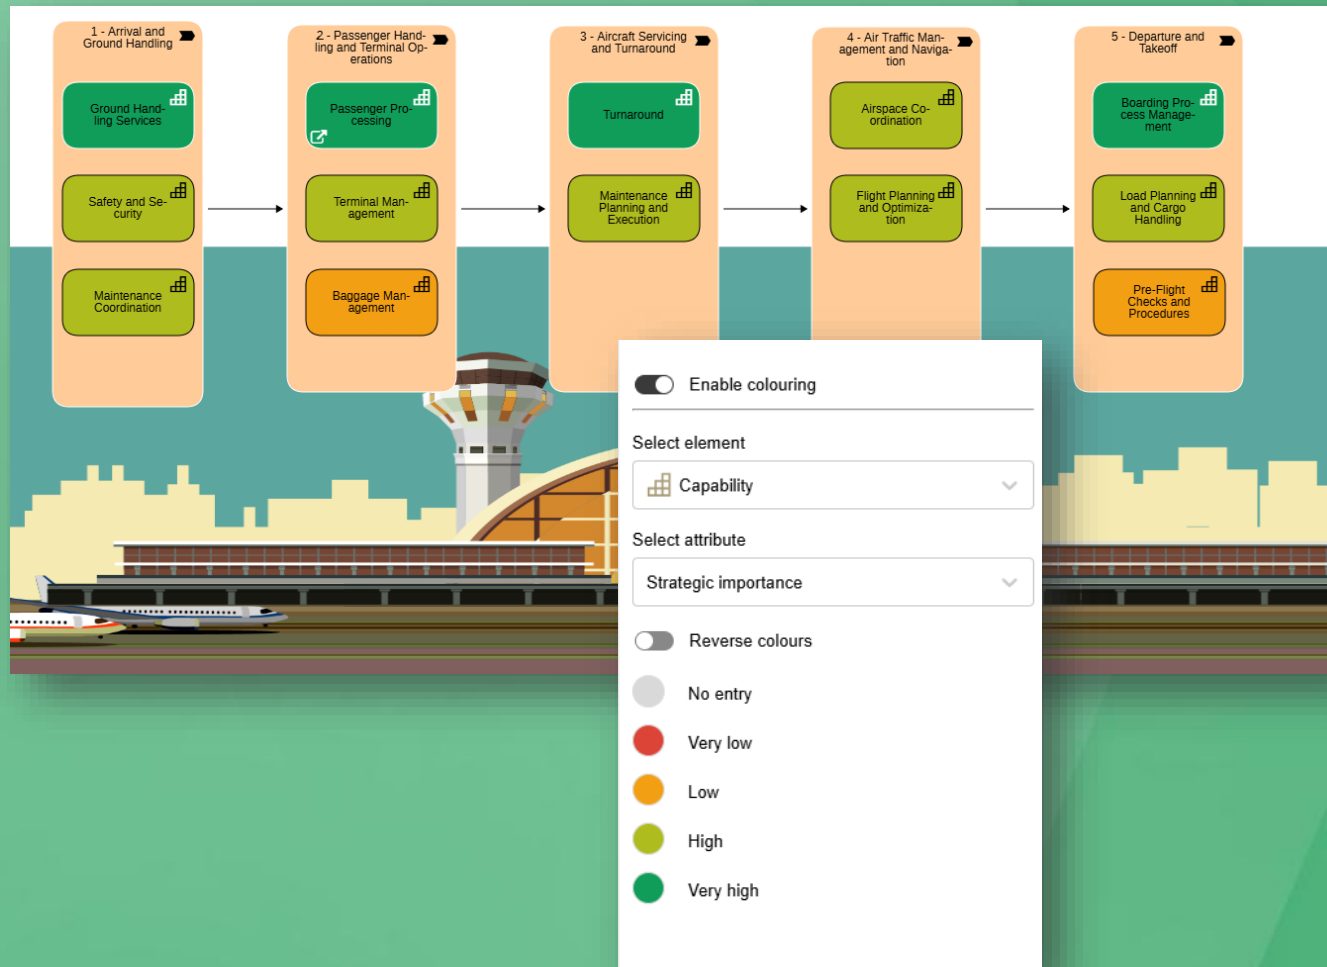 1 - Arrival and
Ground Handling
Ground Hand-
ling Services
Safety and Se-
curity
Maintenance
Coordination
2 - Passenger Hand-
ling and Terminal Op-
erations
Passenger Pro-
cessing
Terminal Man-
agement
Baggage Man-
agement
3 - Aircraft Servicing
and Turnaround
Turnaround
Maintenance
Planning and
Execution
4 - Air Traffic Man-
agement and Naviga-
tion
Airspace Co-
ordination
Flight Planning
and Optimiza-
tion
5 - Departure and
Takeoff
Boarding Pro-
cess Manage-
ment
Load Planning
and Cargo
Handling
Pre-Flight
Checks and
Procedures
Enable colouring
Select element
Capability
Select attribute
Strategic importance
Reverse colours
No entry
Very low
Low
High
Very high